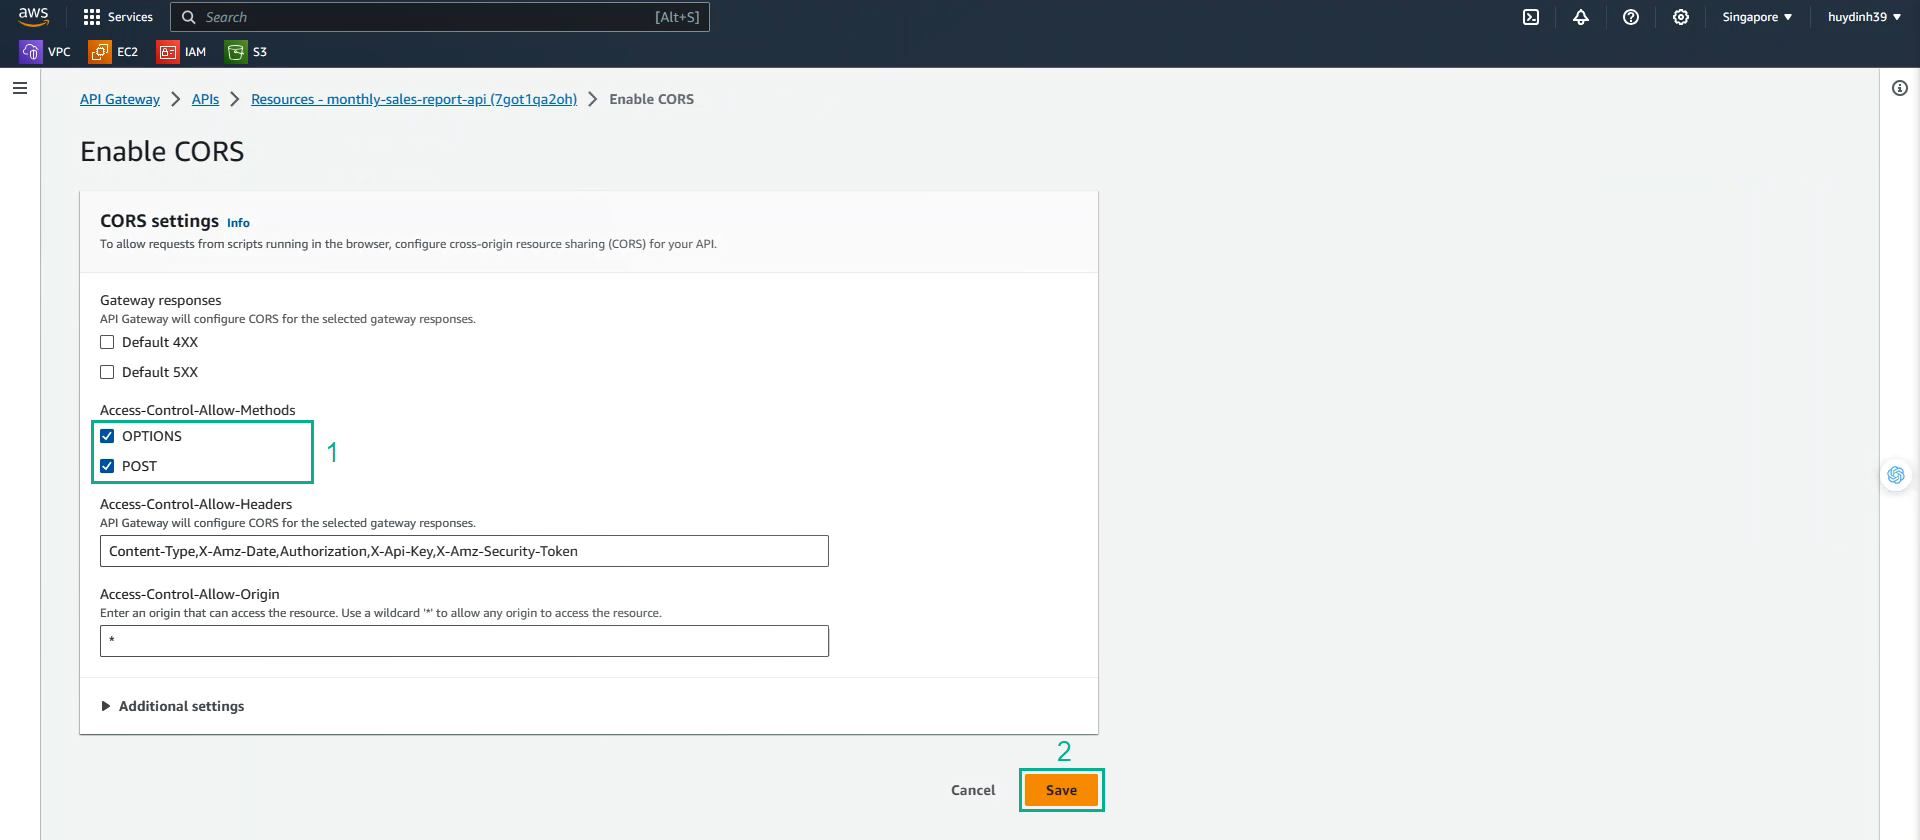 aws
Services
Search
[Alt+S]
Singapore
huydinh39
VPC
EC2
IAM
S3
API Gateway
APIs
Resources - monthly-sales-report-api (7got1qa2oh)
Enable CORS
Enable CORS
CORS settings Info
To allow requests from scripts running in the browser, configure cross-origin resource sharing (CORS) for your API.
Gateway responses
API Gateway will configure CORS for the selected gateway responses.
Default 4XX
Default 5XX
Access-Control-Allow-Methods
OPTIONS
POST
1
Access-Control-Allow-Headers
API Gateway will configure CORS for the selected gateway responses.
Content-Type,X-Amz-Date,Authorization,X-Api-Key,X-Amz-Security-Token
Access-Control-Allow-Origin
Enter an origin that can access the resource. Use a wildcard '*' to allow any origin to access the resource.
*
Additional settings
2
Cancel
Save